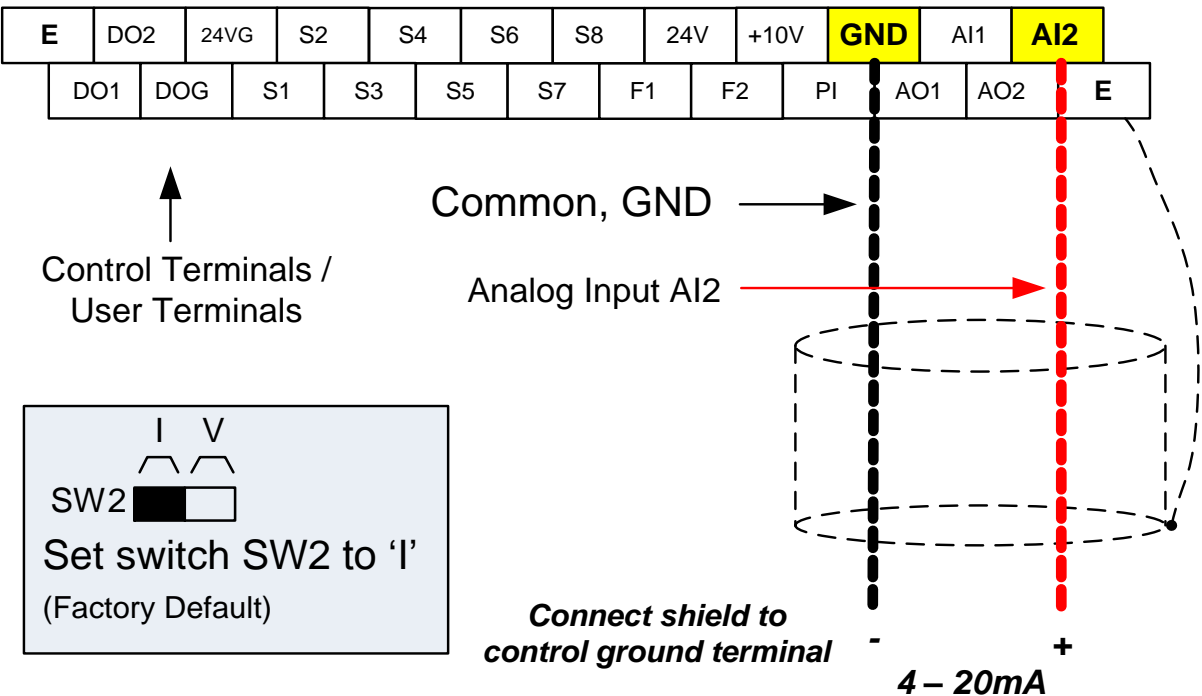 E DO2 24VG S2 S4 S6 S8 24V +10V GND AI1 AI2
DO1 DOG S1 S3 S5 S7 F1 F2 PI AO1 AO2 E
Common, GND
Control Terminals /
User Terminals
Analog Input AI2
I V
SW2
Set switch SW2 to ‘I’
(Factory Default)
Connect shield to
control ground terminal
- +
4 – 20mA